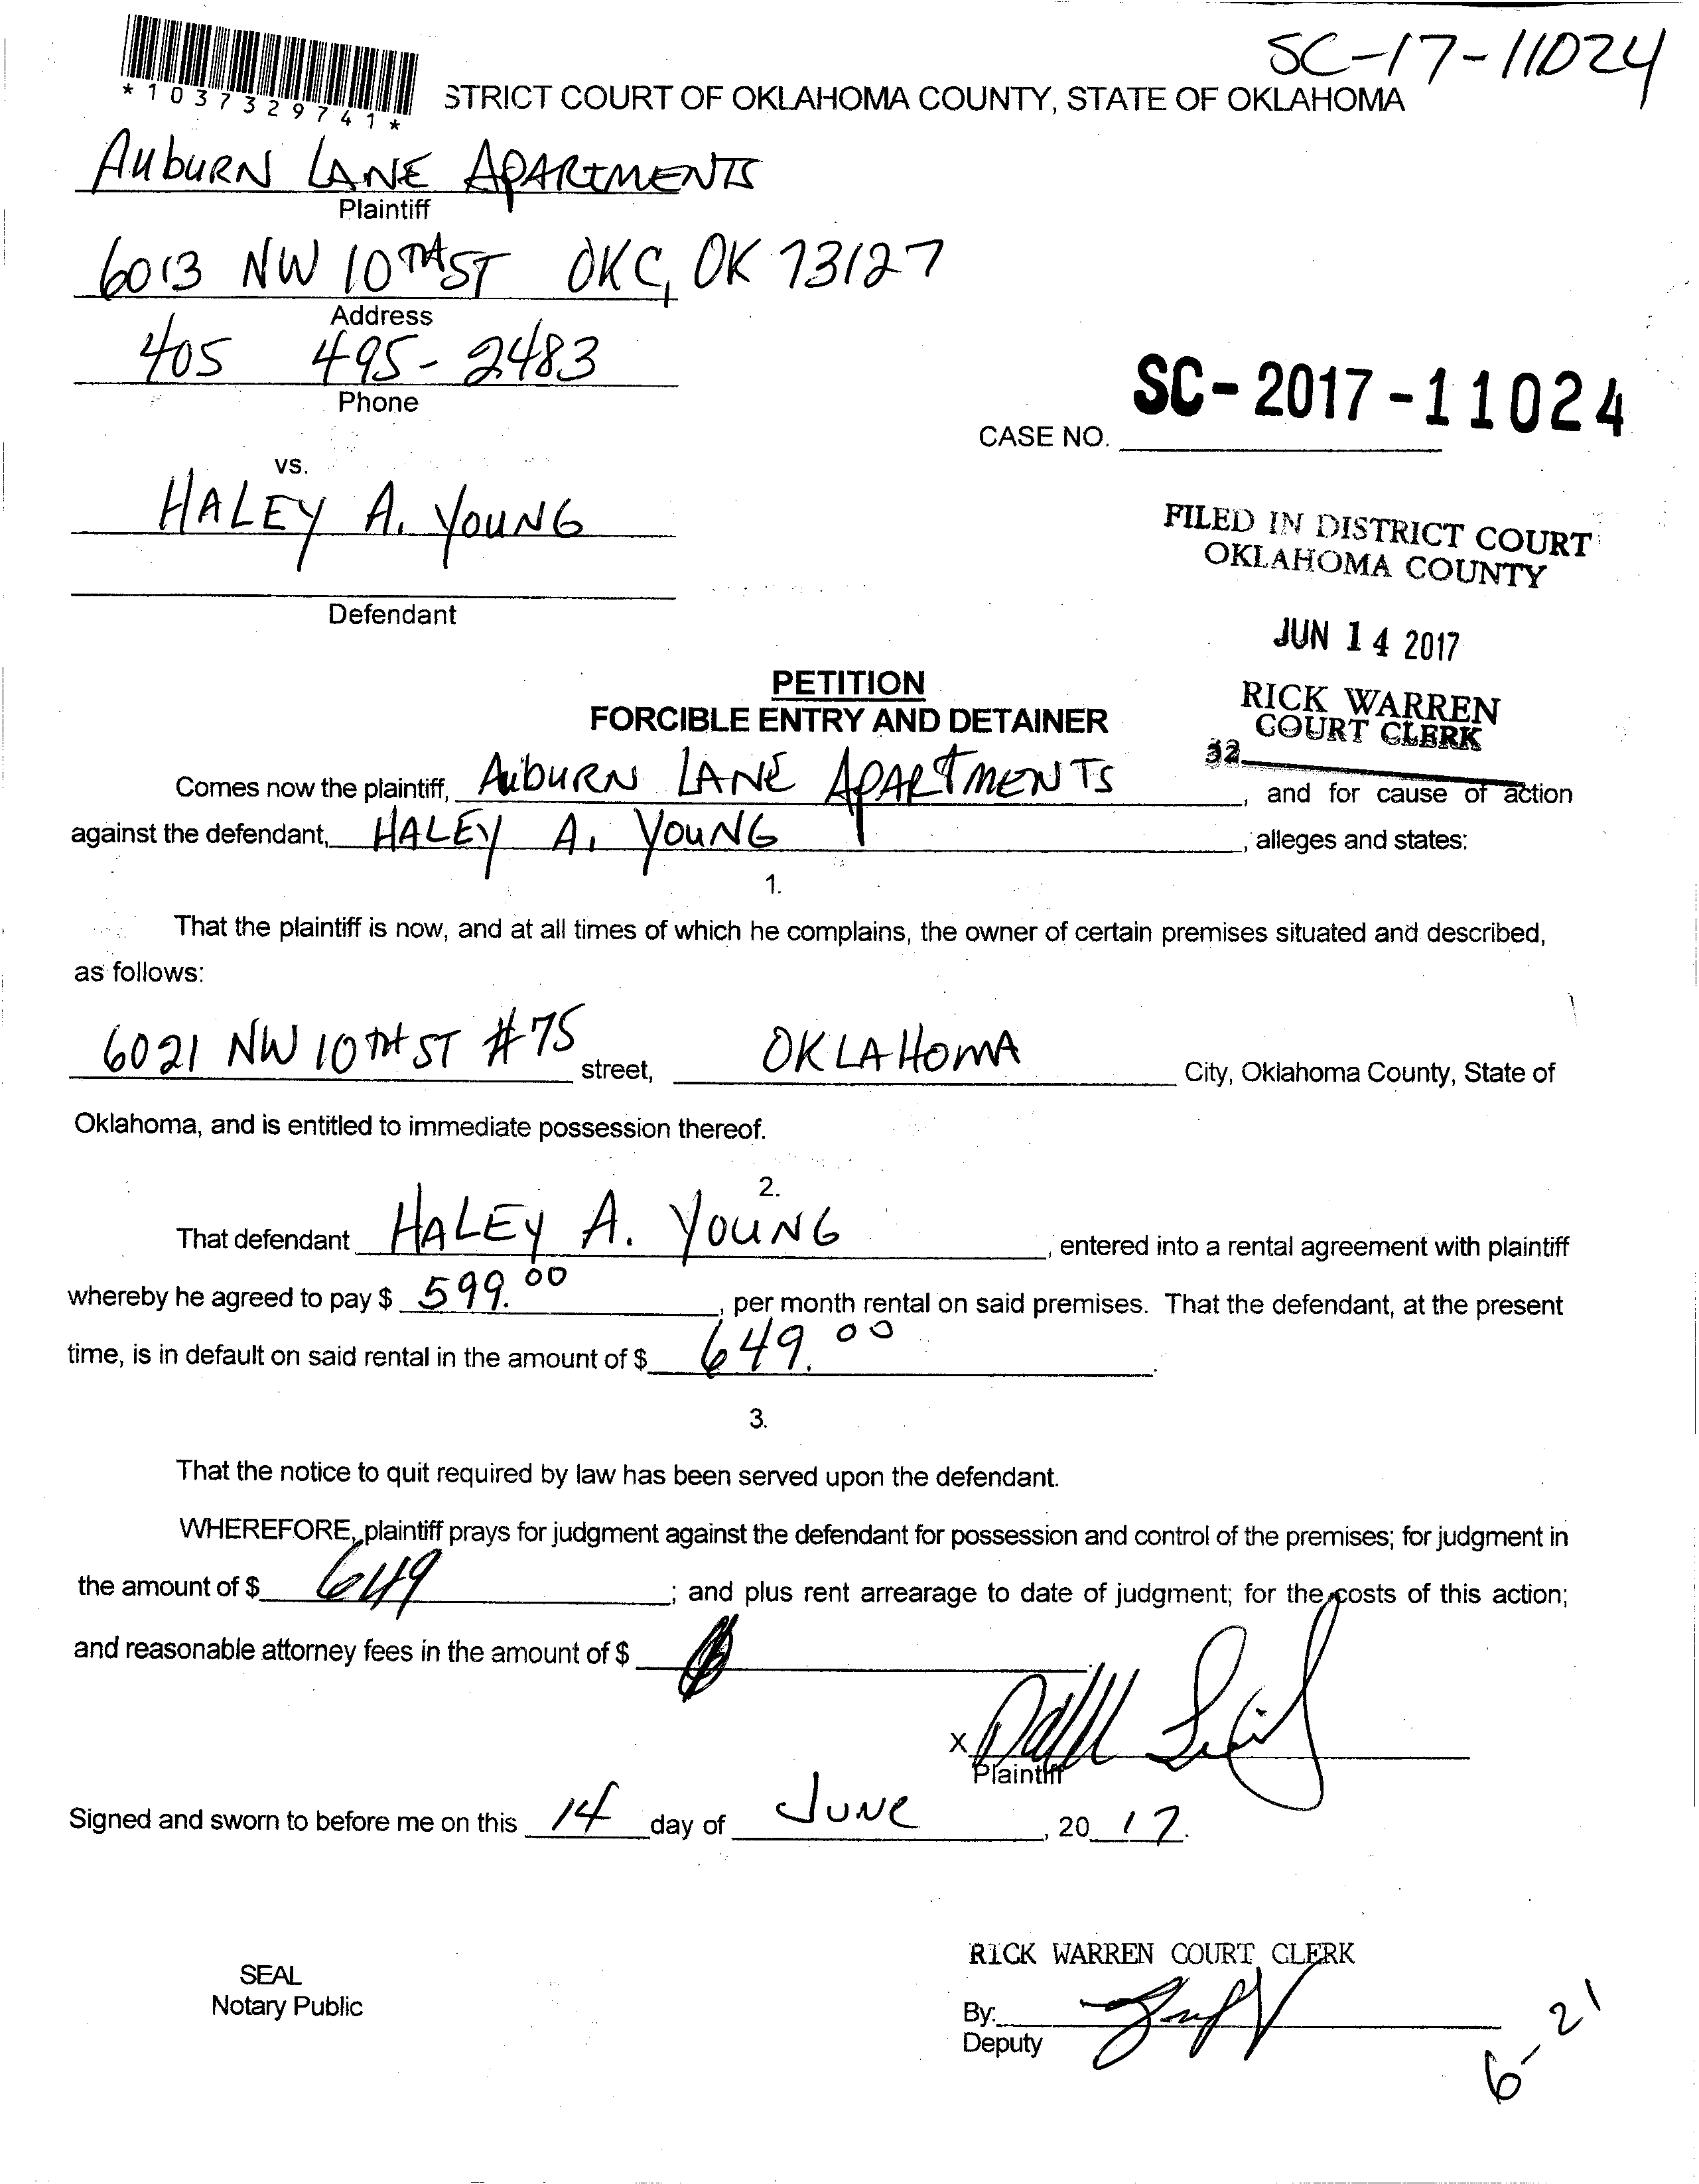 SC-17-11024
*1037329741*
STRICT COURT OF OKLAHOMA COUNTY, STATE OF OKLAHOMA
AUBURN LANE APARTMENTS
Plaintiff
6013 NW 10TH ST OKC, OK 73127
Address
405 495-2483
Phone
SC-2017-11024
CASE NO.
vs.
HALEY A. YOUNG
FILED IN DISTRICT COURT
OKLAHOMA COUNTY
Defendant
JUN 14 2017
PETITION
FORCIBLE ENTRY AND DETAINER
RICK WARREN
COURT CLERK
32
Comes now the plaintiff, AUBURN LANE APARTMENTS, and for cause of action
against the defendant, HALEY A. YOUNG, alleges and states:
1.
That the plaintiff is now, and at all times of which he complains, the owner of certain premises situated and described,
as follows:
6021 NW 10TH ST #75 street, OKLAHOMA City, Oklahoma County, State of
Oklahoma, and is entitled to immediate possession thereof.
2.
That defendant HALEY A. YOUNG, entered into a rental agreement with plaintiff
whereby he agreed to pay $ 599.00, per month rental on said premises. That the defendant, at the present
time, is in default on said rental in the amount of $ 649.00.
3.
That the notice to quit required by law has been served upon the defendant.
WHEREFORE, plaintiff prays for judgment against the defendant for possession and control of the premises; for judgment in
the amount of $ 649; and plus rent arrearage to date of judgment; for the costs of this action;
and reasonable attorney fees in the amount of $
X
Plaintiff
Signed and sworn to before me on this 14 day of JUNE, 2017.
RICK WARREN COURT CLERK
SEAL
Notary Public
By:
Deputy
6-21